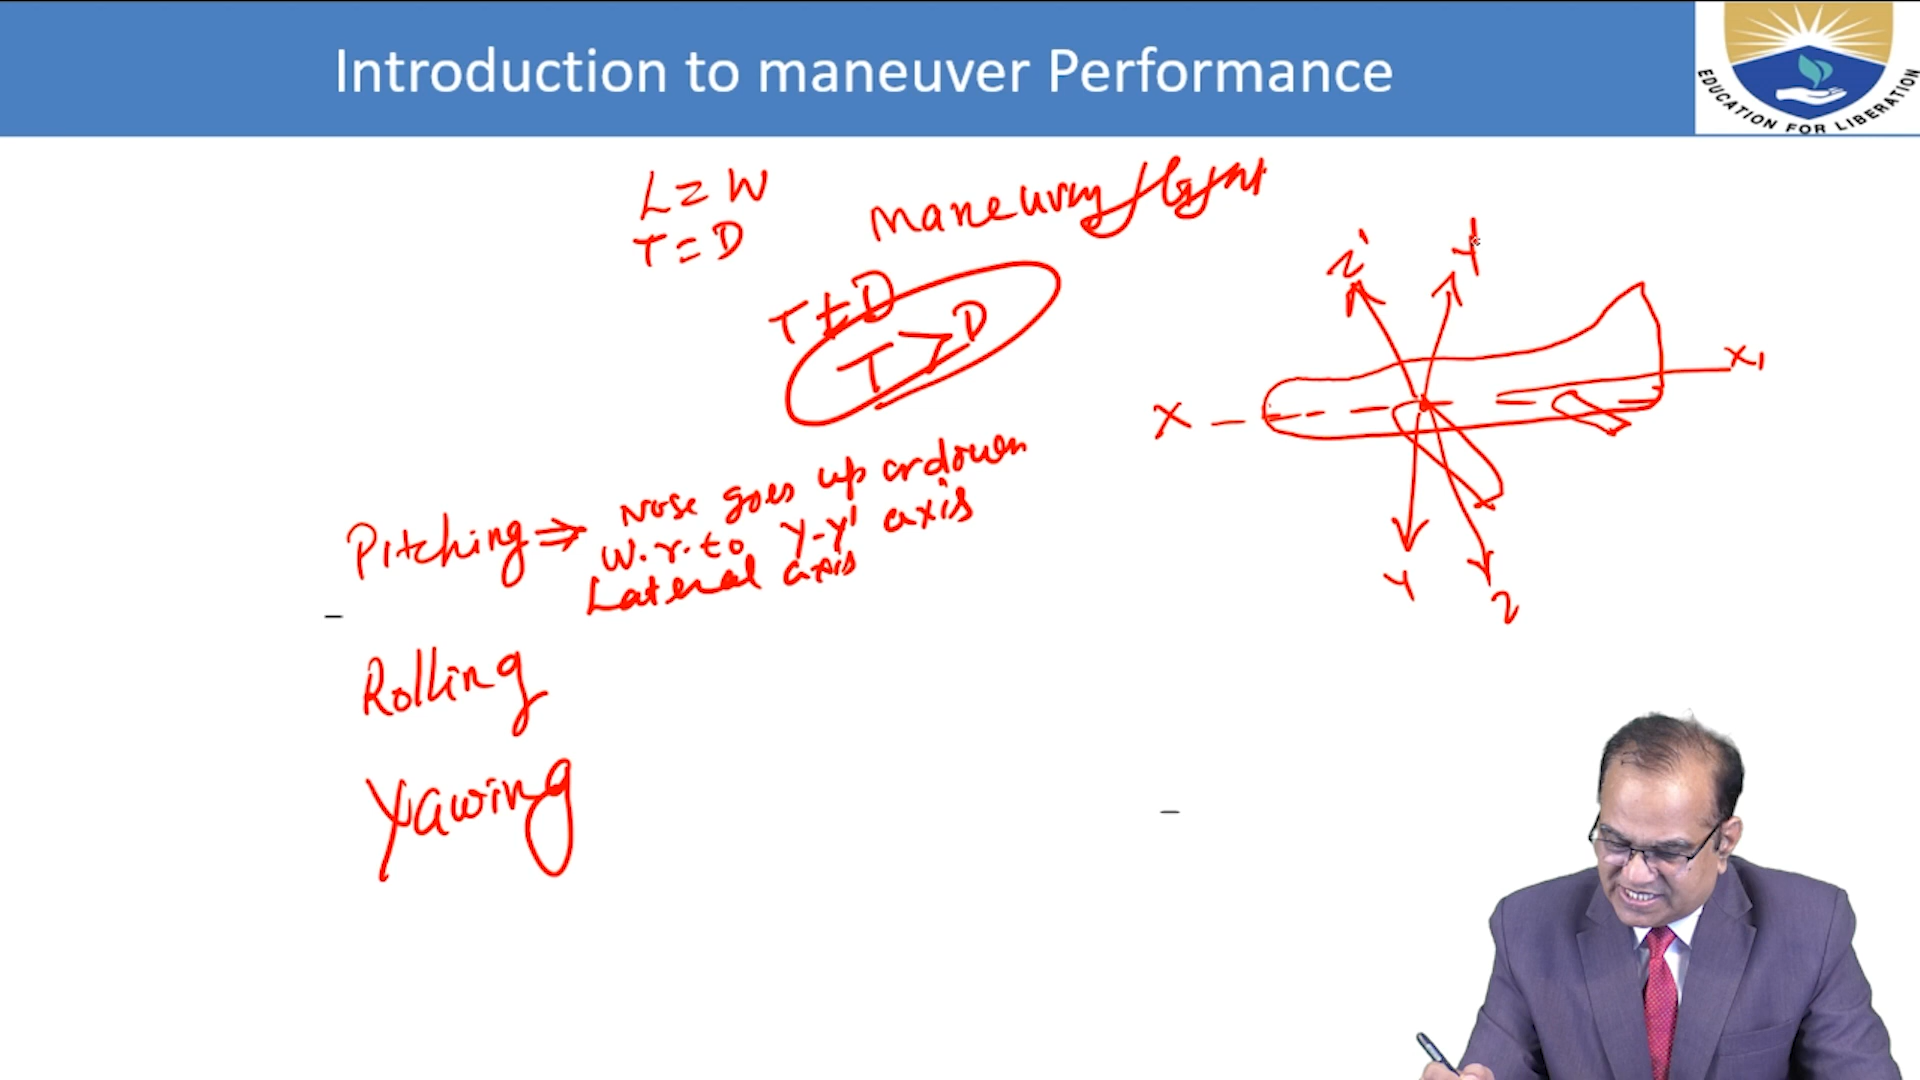 Introduction to maneuver Performance
EDUCATION FOR LIBERATION
L = W
T = D
Maneuvring flight
T ≠ D
T > D
Pitching ⇒ Nose goes up or down
w.r.to Y-Y' axis
Lateral axis
Rolling
Yawing
Z'
Y'
X
X1
Y
Z